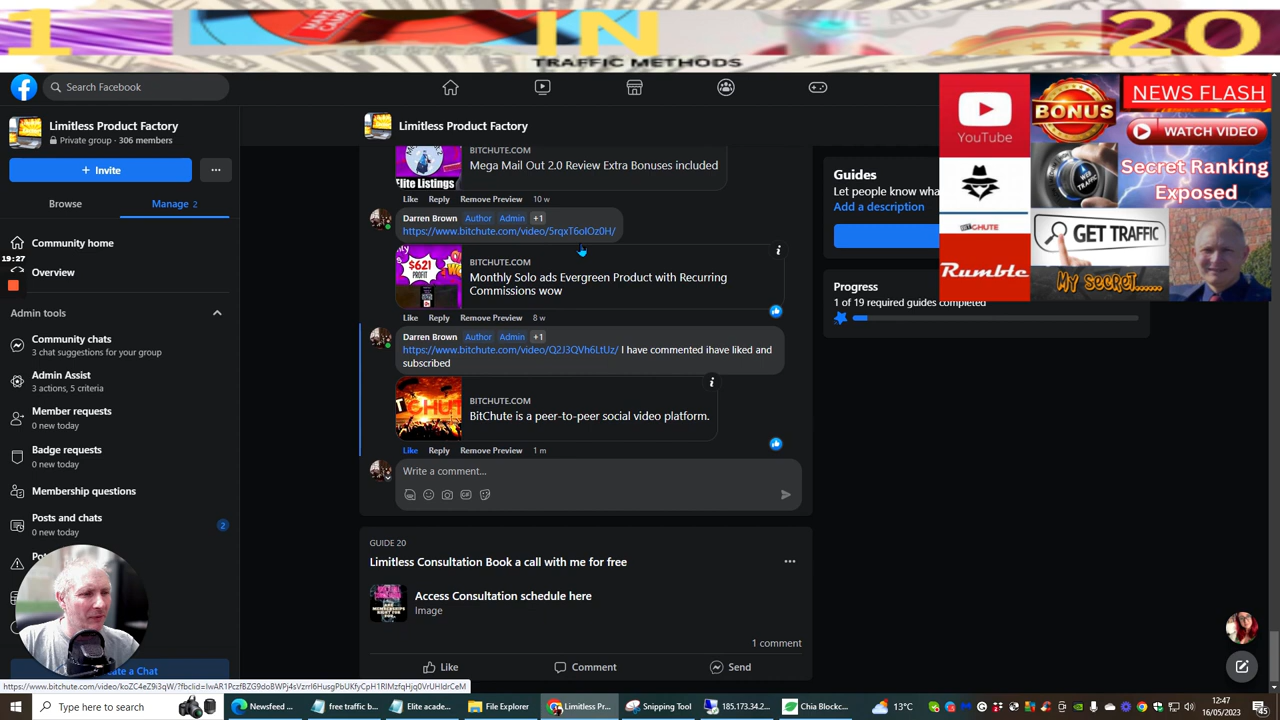 1 IN 20
TRAFFIC METHODS
Search Facebook
Limitless Product Factory
Private group · 306 members
+ Invite
Browse
Manage 2
Community home
19:27
Overview
Admin tools
Community chats
3 chat suggestions for your group
Admin Assist
3 actions, 5 criteria
Member requests
0 new today
Badge requests
0 new today
Membership questions
Posts and chats
0 new today
2
Create a Chat
Limitless Product Factory
BITCHUTE.COM
Mega Mail Out 2.0 Review Extra Bonuses included
Elite Listings
Like Reply Remove Preview 10 w
Darren Brown Author Admin +1
https://www.bitchute.com/video/5rqxT6olOz0H/
$621
PROFIT
BITCHUTE.COM
Monthly Solo ads Evergreen Product with Recurring
Commissions wow
Like Reply Remove Preview 8 w
Darren Brown Author Admin +1
https://www.bitchute.com/video/Q2J3QVh6LtUz/ I have commented ihave liked and
subscribed
BITCHUTE.COM
BitChute is a peer-to-peer social video platform.
Like Reply Remove Preview 1 m
Write a comment...
GUIDE 20
Limitless Consultation Book a call with me for free
Access Consultation schedule here
Image
1 comment
Like Comment Send
Guides
Let people know wha
Add a description
Progress
1 of 19 required guides completed
YouTube
BITCHUTE
Rumble
BONUS
WEB TRAFFIC
GET TRAFFIC
MY SECRET......
NEWS FLASH
WATCH VIDEO
Secret Ranking
Exposed
Type here to search
Newsfeed ...
free traffic b...
Elite acade...
File Explorer
Limitless Pr...
Snipping Tool
185.173.34.2...
Chia Blockc...
13°C
12:47
16/05/2023